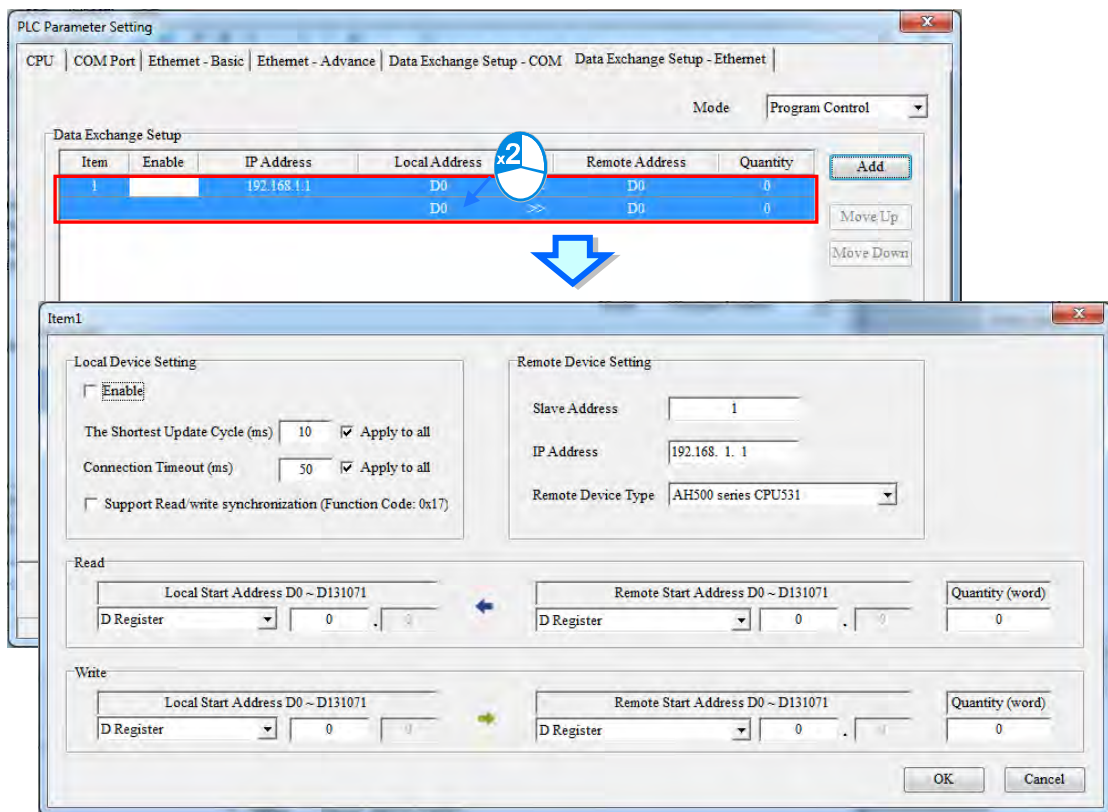 PLC Parameter Setting
CPU COM Port Ethernet - Basic Ethernet - Advance Data Exchange Setup - COM Data Exchange Setup - Ethernet
Mode Program Control
Data Exchange Setup
Item Enable IP Address Local Address Remote Address Quantity
Add
x2
1 192.168.1.1 D0 D0 0
D0 >> D0 0
Move Up
Move Down
Item1
Local Device Setting
Enable
The Shortest Update Cycle (ms) 10 Apply to all
Connection Timeout (ms) 50 Apply to all
Support Read/write synchronization (Function Code: 0x17)
Remote Device Setting
Slave Address 1
IP Address 192.168. 1. 1
Remote Device Type AH500 series CPU531
Read
Local Start Address D0 ~ D131071 Remote Start Address D0 ~ D131071 Quantity (word)
D Register 0 . 0 D Register 0 . 0 0
Write
Local Start Address D0 ~ D131071 Remote Start Address D0 ~ D131071 Quantity (word)
D Register 0 0 D Register 0 . 0 0
OK Cancel